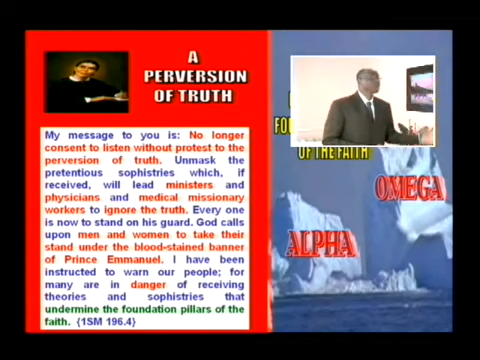 A
PERVERSION
OF TRUTH
My message to you is: No longer
consent to listen without protest to the
perversion of truth. Unmask the
pretentious sophistries which, if
received, will lead ministers and
physicians and medical missionary
workers to ignore the truth. Every one
is now to stand on his guard. God calls
upon men and women to take their
stand under the blood-stained banner
of Prince Emmanuel. I have been
instructed to warn our people; for
many are in danger of receiving
theories and sophistries that
undermine the foundation pillars of the
faith. {1SM 196.4}
OF THE FAITH
OMEGA
ALPHA